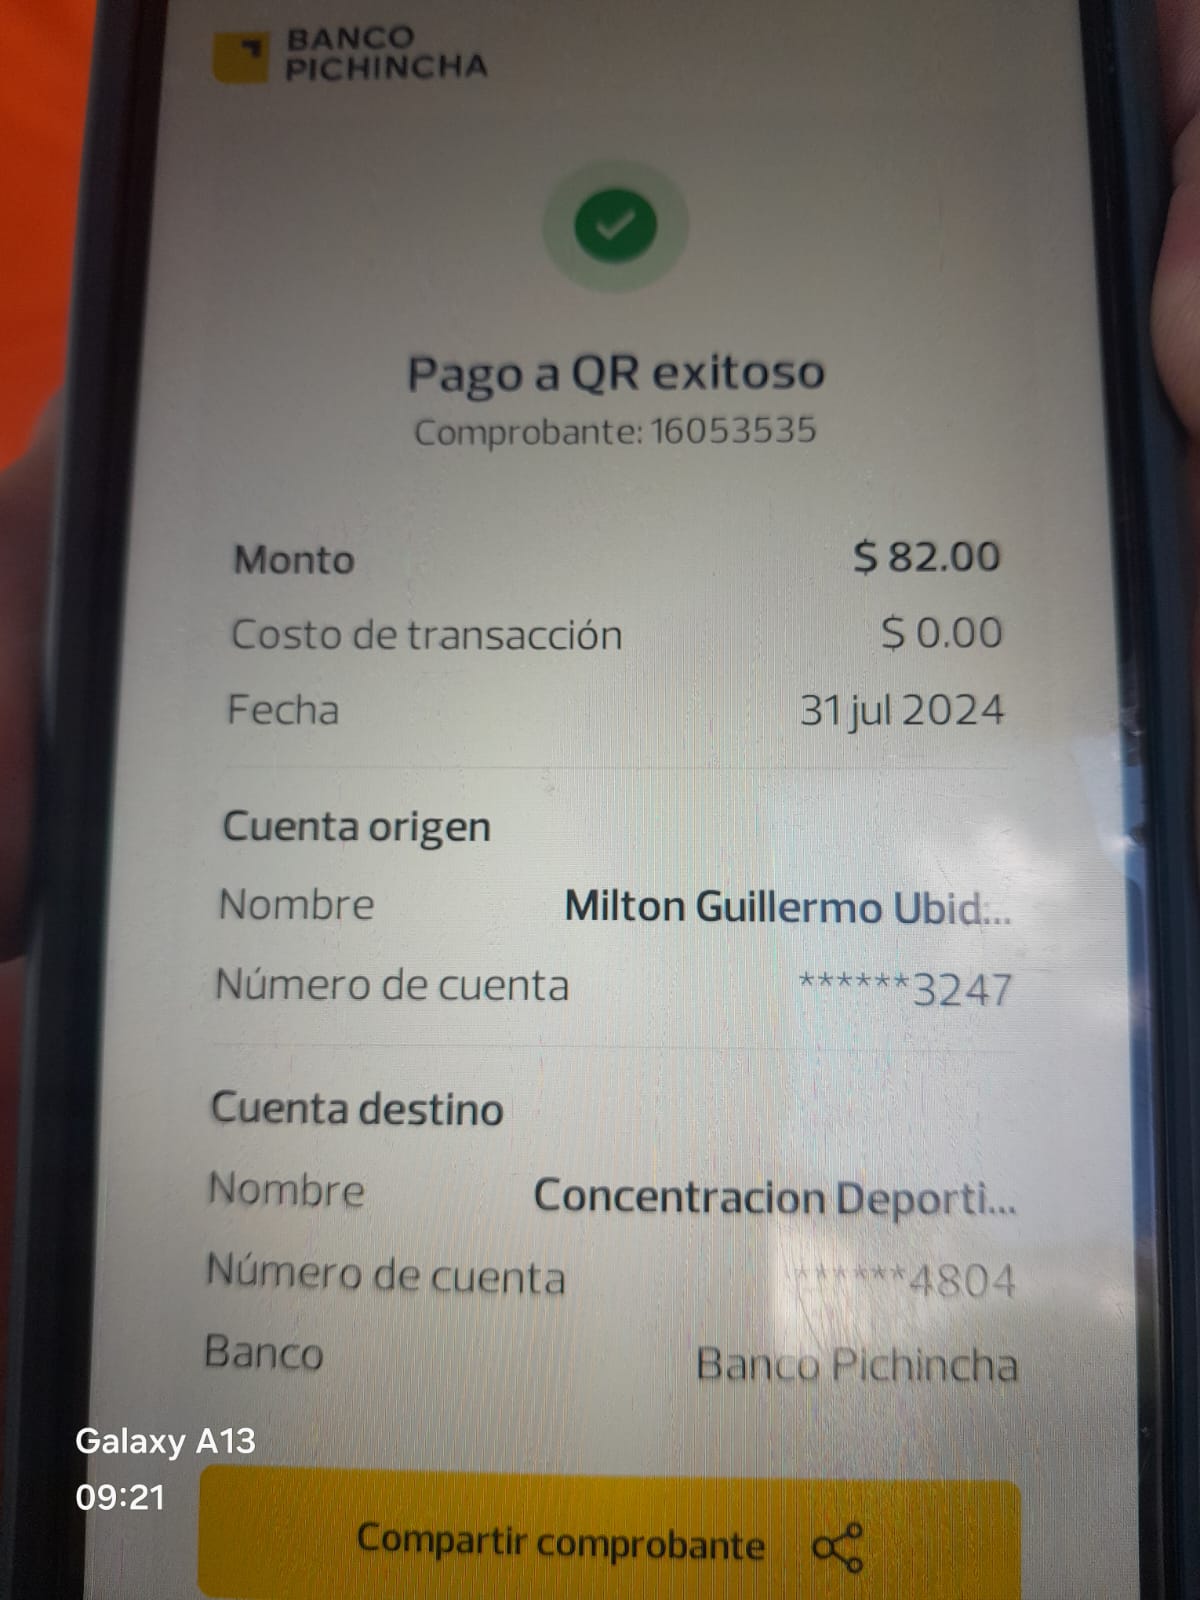 BANCO
PICHINCHA
Pago a QR exitoso
Comprobante: 16053535
Monto $ 82.00
Costo de transacción $ 0.00
Fecha 31 jul 2024
Cuenta origen
Nombre Milton Guillermo Ubid...
Número de cuenta ******3247
Cuenta destino
Nombre Concentracion Deporti...
Número de cuenta ******4804
Banco Banco Pichincha
Galaxy A13
09:21
Compartir comprobante